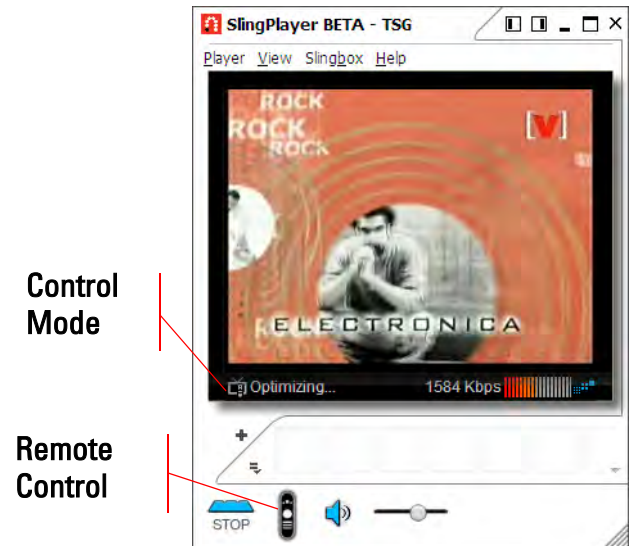 SlingPlayer BETA - TSG
Player View Slingbox Help
ROCK
ROCK
ROCK
[V]
ELECTRONICA
Control
Mode
Optimizing...
1584 Kbps
Remote
Control
STOP